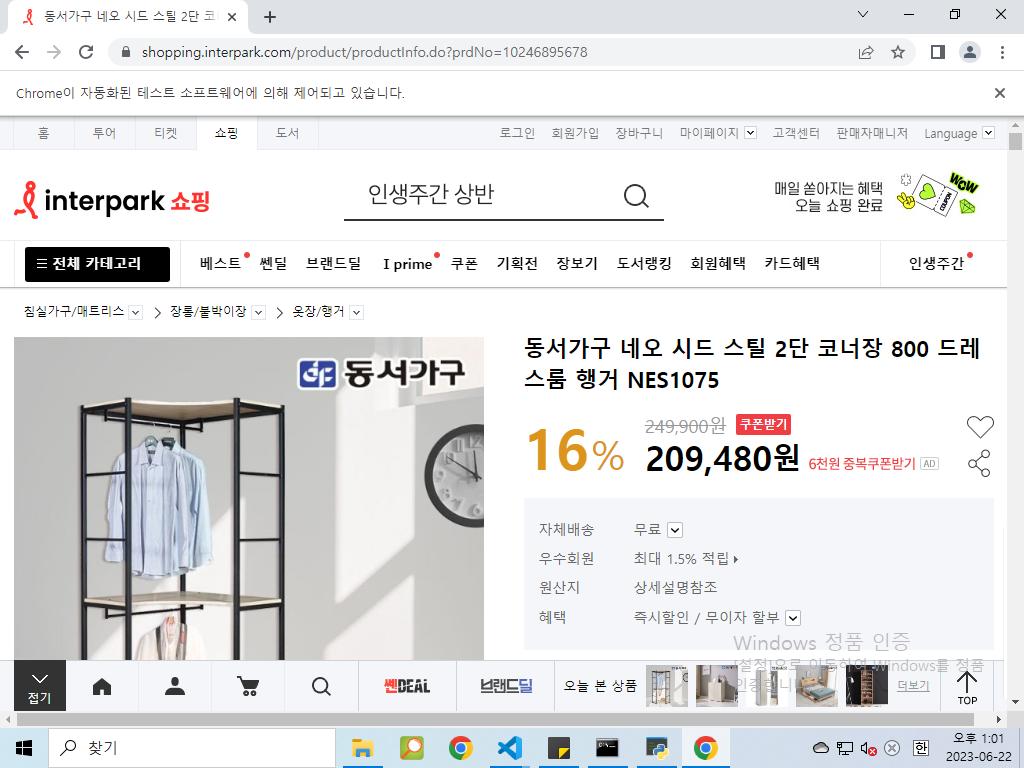 동서가구 네오 시드 스틸 2단 코너
shopping.interpark.com/product/productInfo.do?prdNo=10246895678
Chrome이 자동화된 테스트 소프트웨어에 의해 제어되고 있습니다.
홈 투어 티켓 쇼핑 도서 로그인 회원가입 장바구니 마이페이지 고객센터 판매자매니저 Language
interpark 쇼핑
인생주간 상반
매일 쏟아지는 혜택
오늘 쇼핑 완료
WOW
COUPON
전체 카테고리 베스트 쎈딜 브랜드딜 I prime 쿠폰 기획전 장보기 도서랭킹 회원혜택 카드혜택 인생주간
침실가구/매트리스 장롱/붙박이장 옷장/행거
동서가구
동서가구 네오 시드 스틸 2단 코너장 800 드레
스룸 행거 NES1075
249,900원 쿠폰받기
16% 209,480원 6천원 중복쿠폰받기 AD
자체배송 무료
우수회원 최대 1.5% 적립
원산지 상세설명참조
혜택 즉시할인 / 무이자 할부
Windows 정품 인증
[설정]으로 이동하여 Windows를 정품
인증합니
접기 쎈DEAL 브랜드딜 오늘 본 상품 더보기 TOP
찾기
한
오후 1:01
2023-06-22